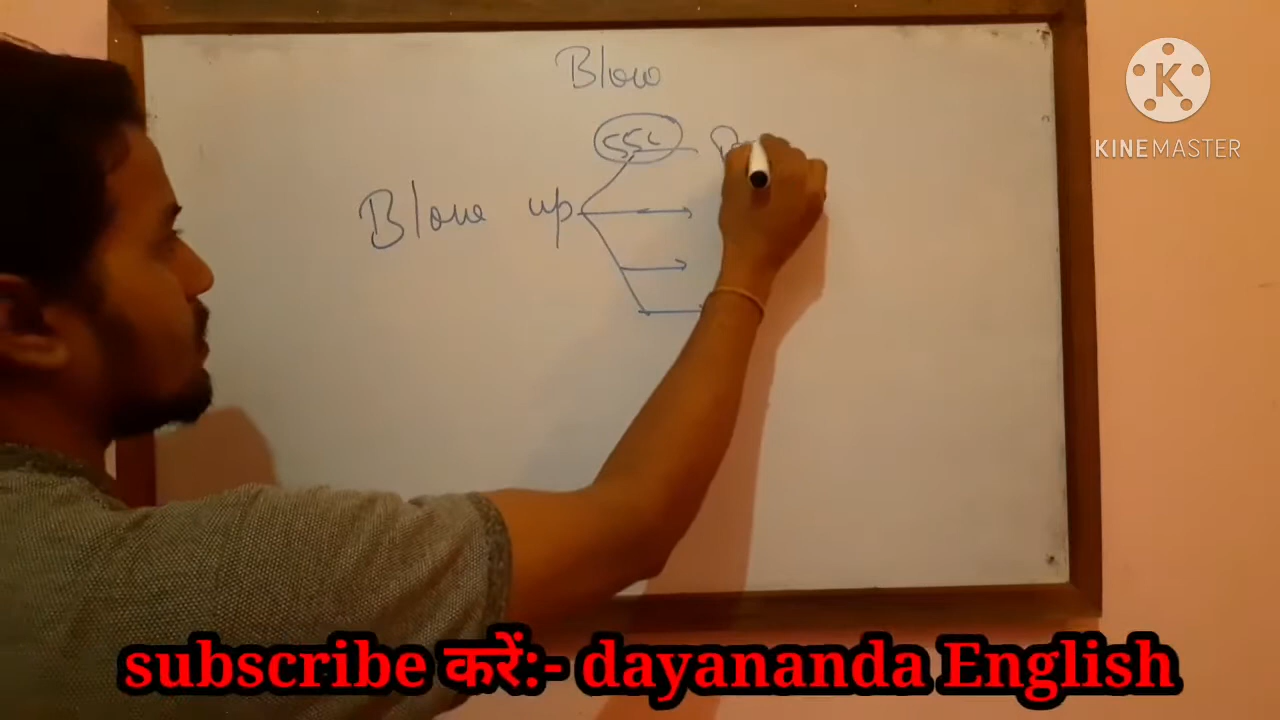 Blow
SSC
Blow up
K
KINEMASTER
subscribe करें:- dayananda English